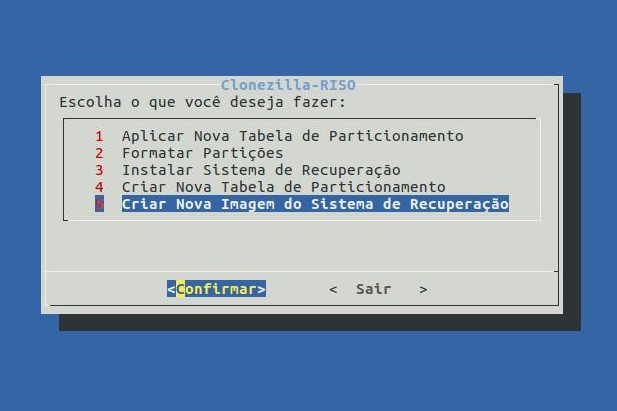 Clonezilla-RISO
Escolha o que você deseja fazer:
1 Aplicar Nova Tabela de Particionamento
2 Formatar Partições
3 Instalar Sistema de Recuperação
4 Criar Nova Tabela de Particionamento
5 Criar Nova Imagem do Sistema de Recuperação
<Confirmar> < Sair >